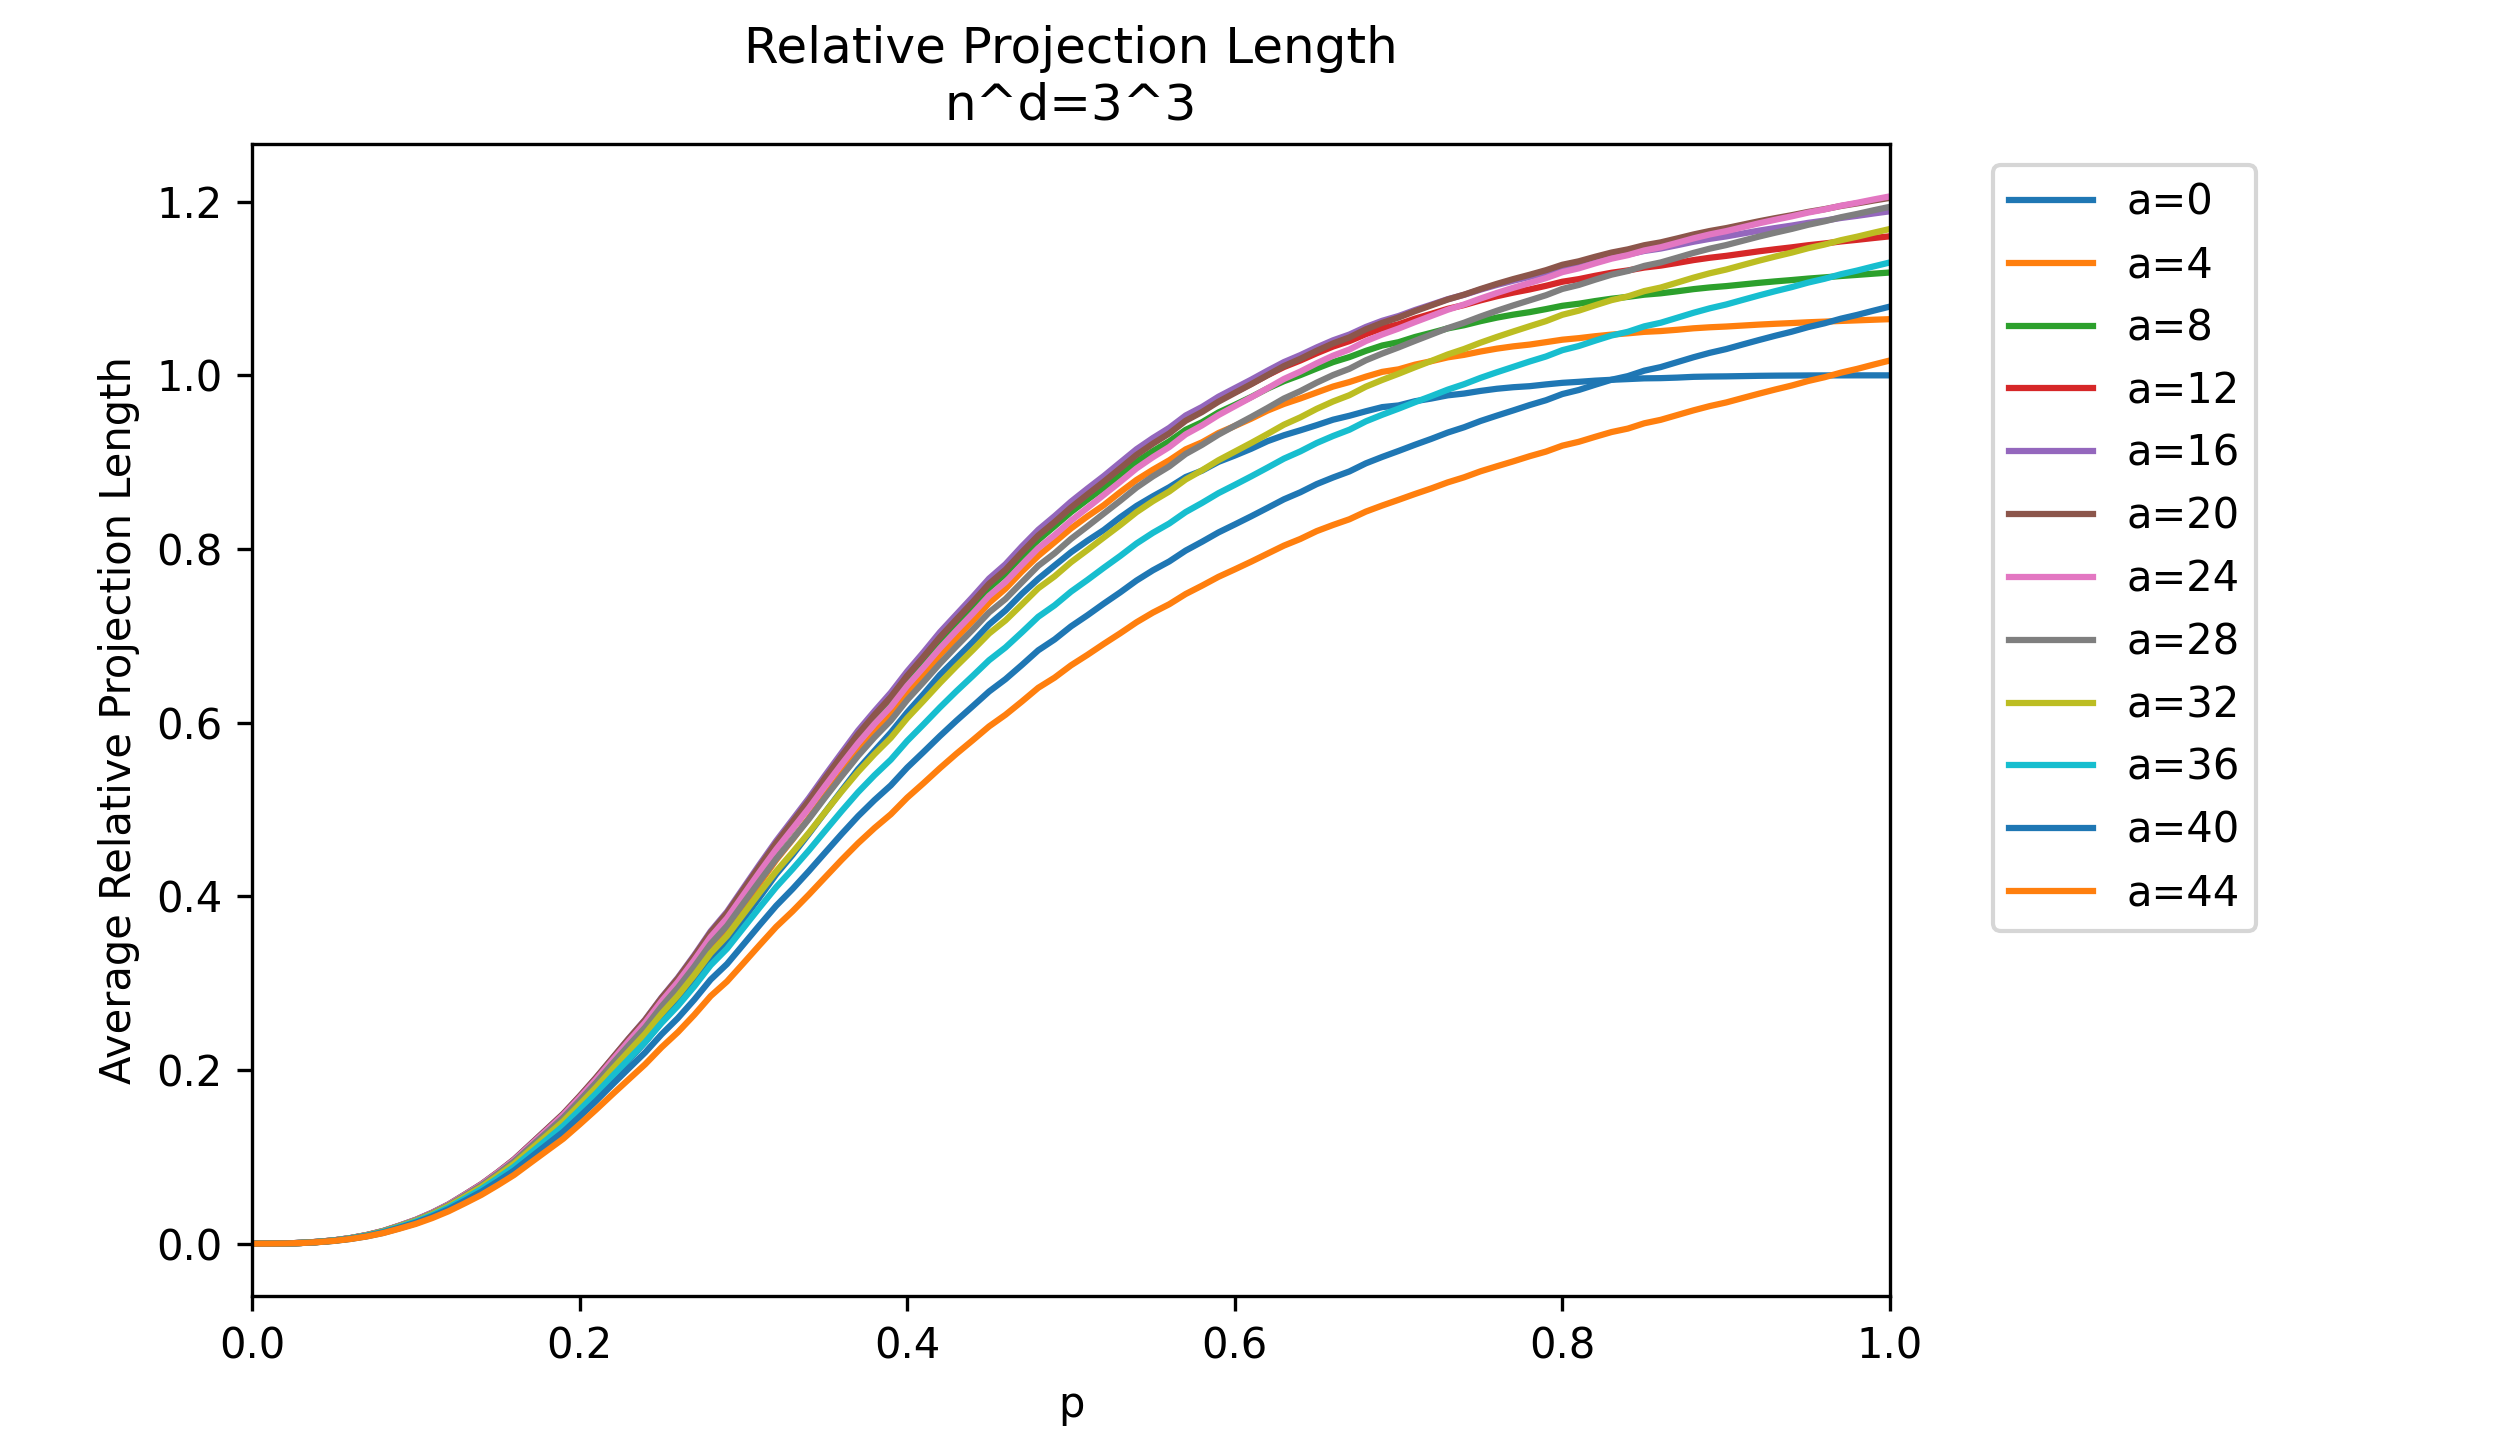 Relative Projection Length
n^d=3^3
Average Relative Projection Length
1.2
1.0
0.8
0.6
0.4
0.2
0.0
0.0 0.2 0.4 0.6 0.8 1.0
p
a=0
a=4
a=8
a=12
a=16
a=20
a=24
a=28
a=32
a=36
a=40
a=44